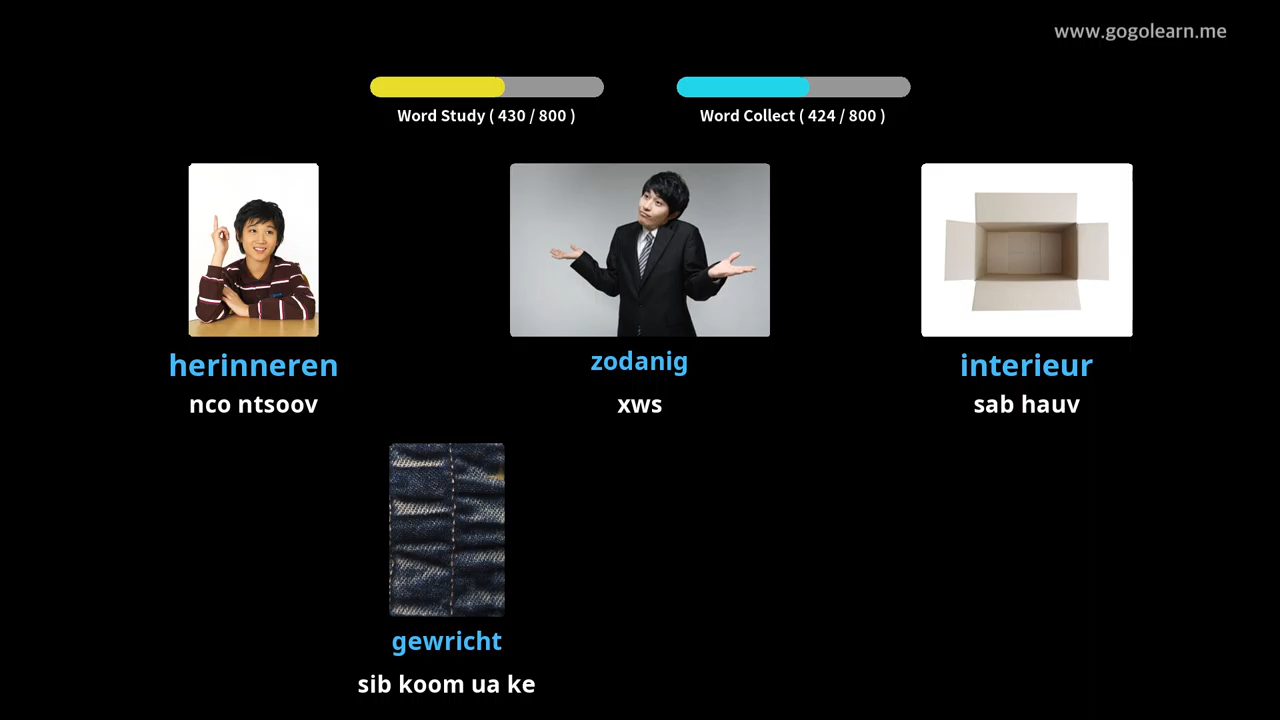 www.gogolearn.me
Word Study ( 430 / 800 )
Word Collect ( 424 / 800 )
herinneren
nco ntsoov
zodanig
xws
interieur
sab hauv
gewricht
sib koom ua ke